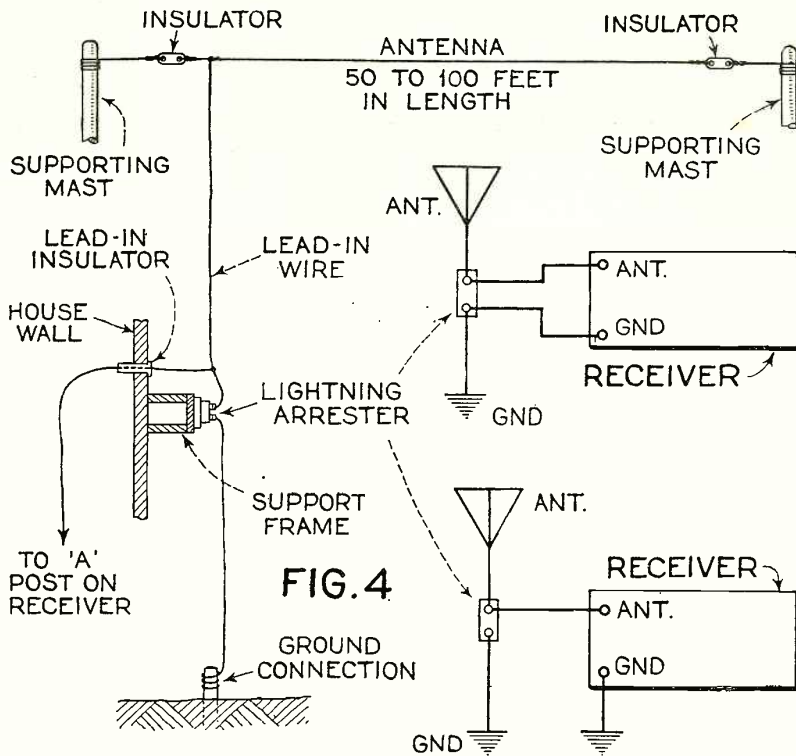 INSULATOR
INSULATOR
ANTENNA
50 TO 100 FEET
IN LENGTH
SUPPORTING
MAST
SUPPORTING
MAST
ANT.
LEAD-IN
INSULATOR
LEAD-IN
WIRE
HOUSE
WALL
ANT.
GND
RECEIVER
LIGHTNING
ARRESTER
GND
SUPPORT
FRAME
TO 'A'
POST ON
RECEIVER
FIG. 4
ANT.
RECEIVER
ANT.
GND
GROUND
CONNECTION
GND